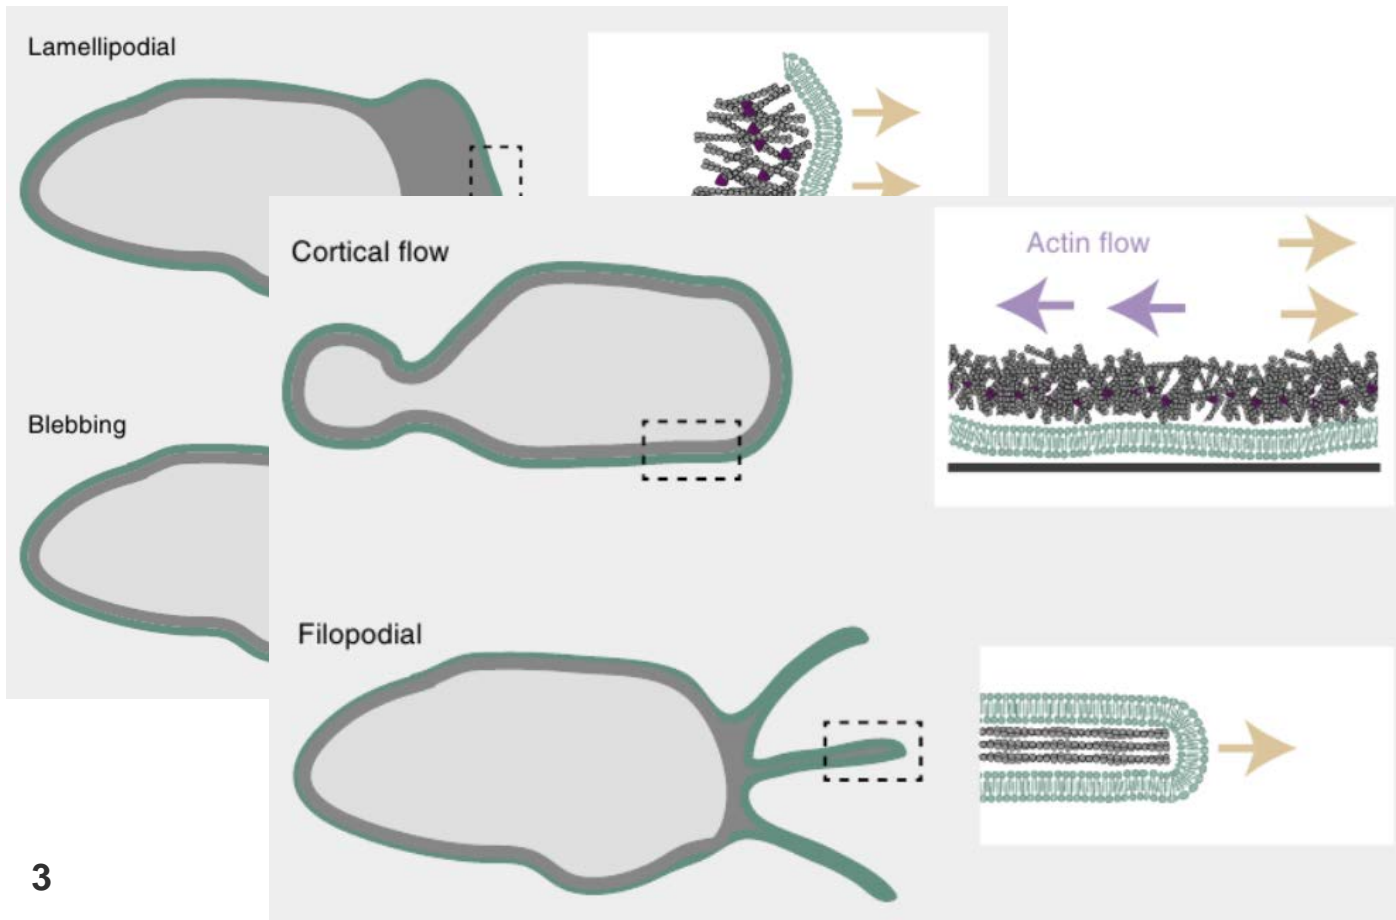 Lamellipodial
Cortical flow
Actin flow
Blebbing
Filopodial
3